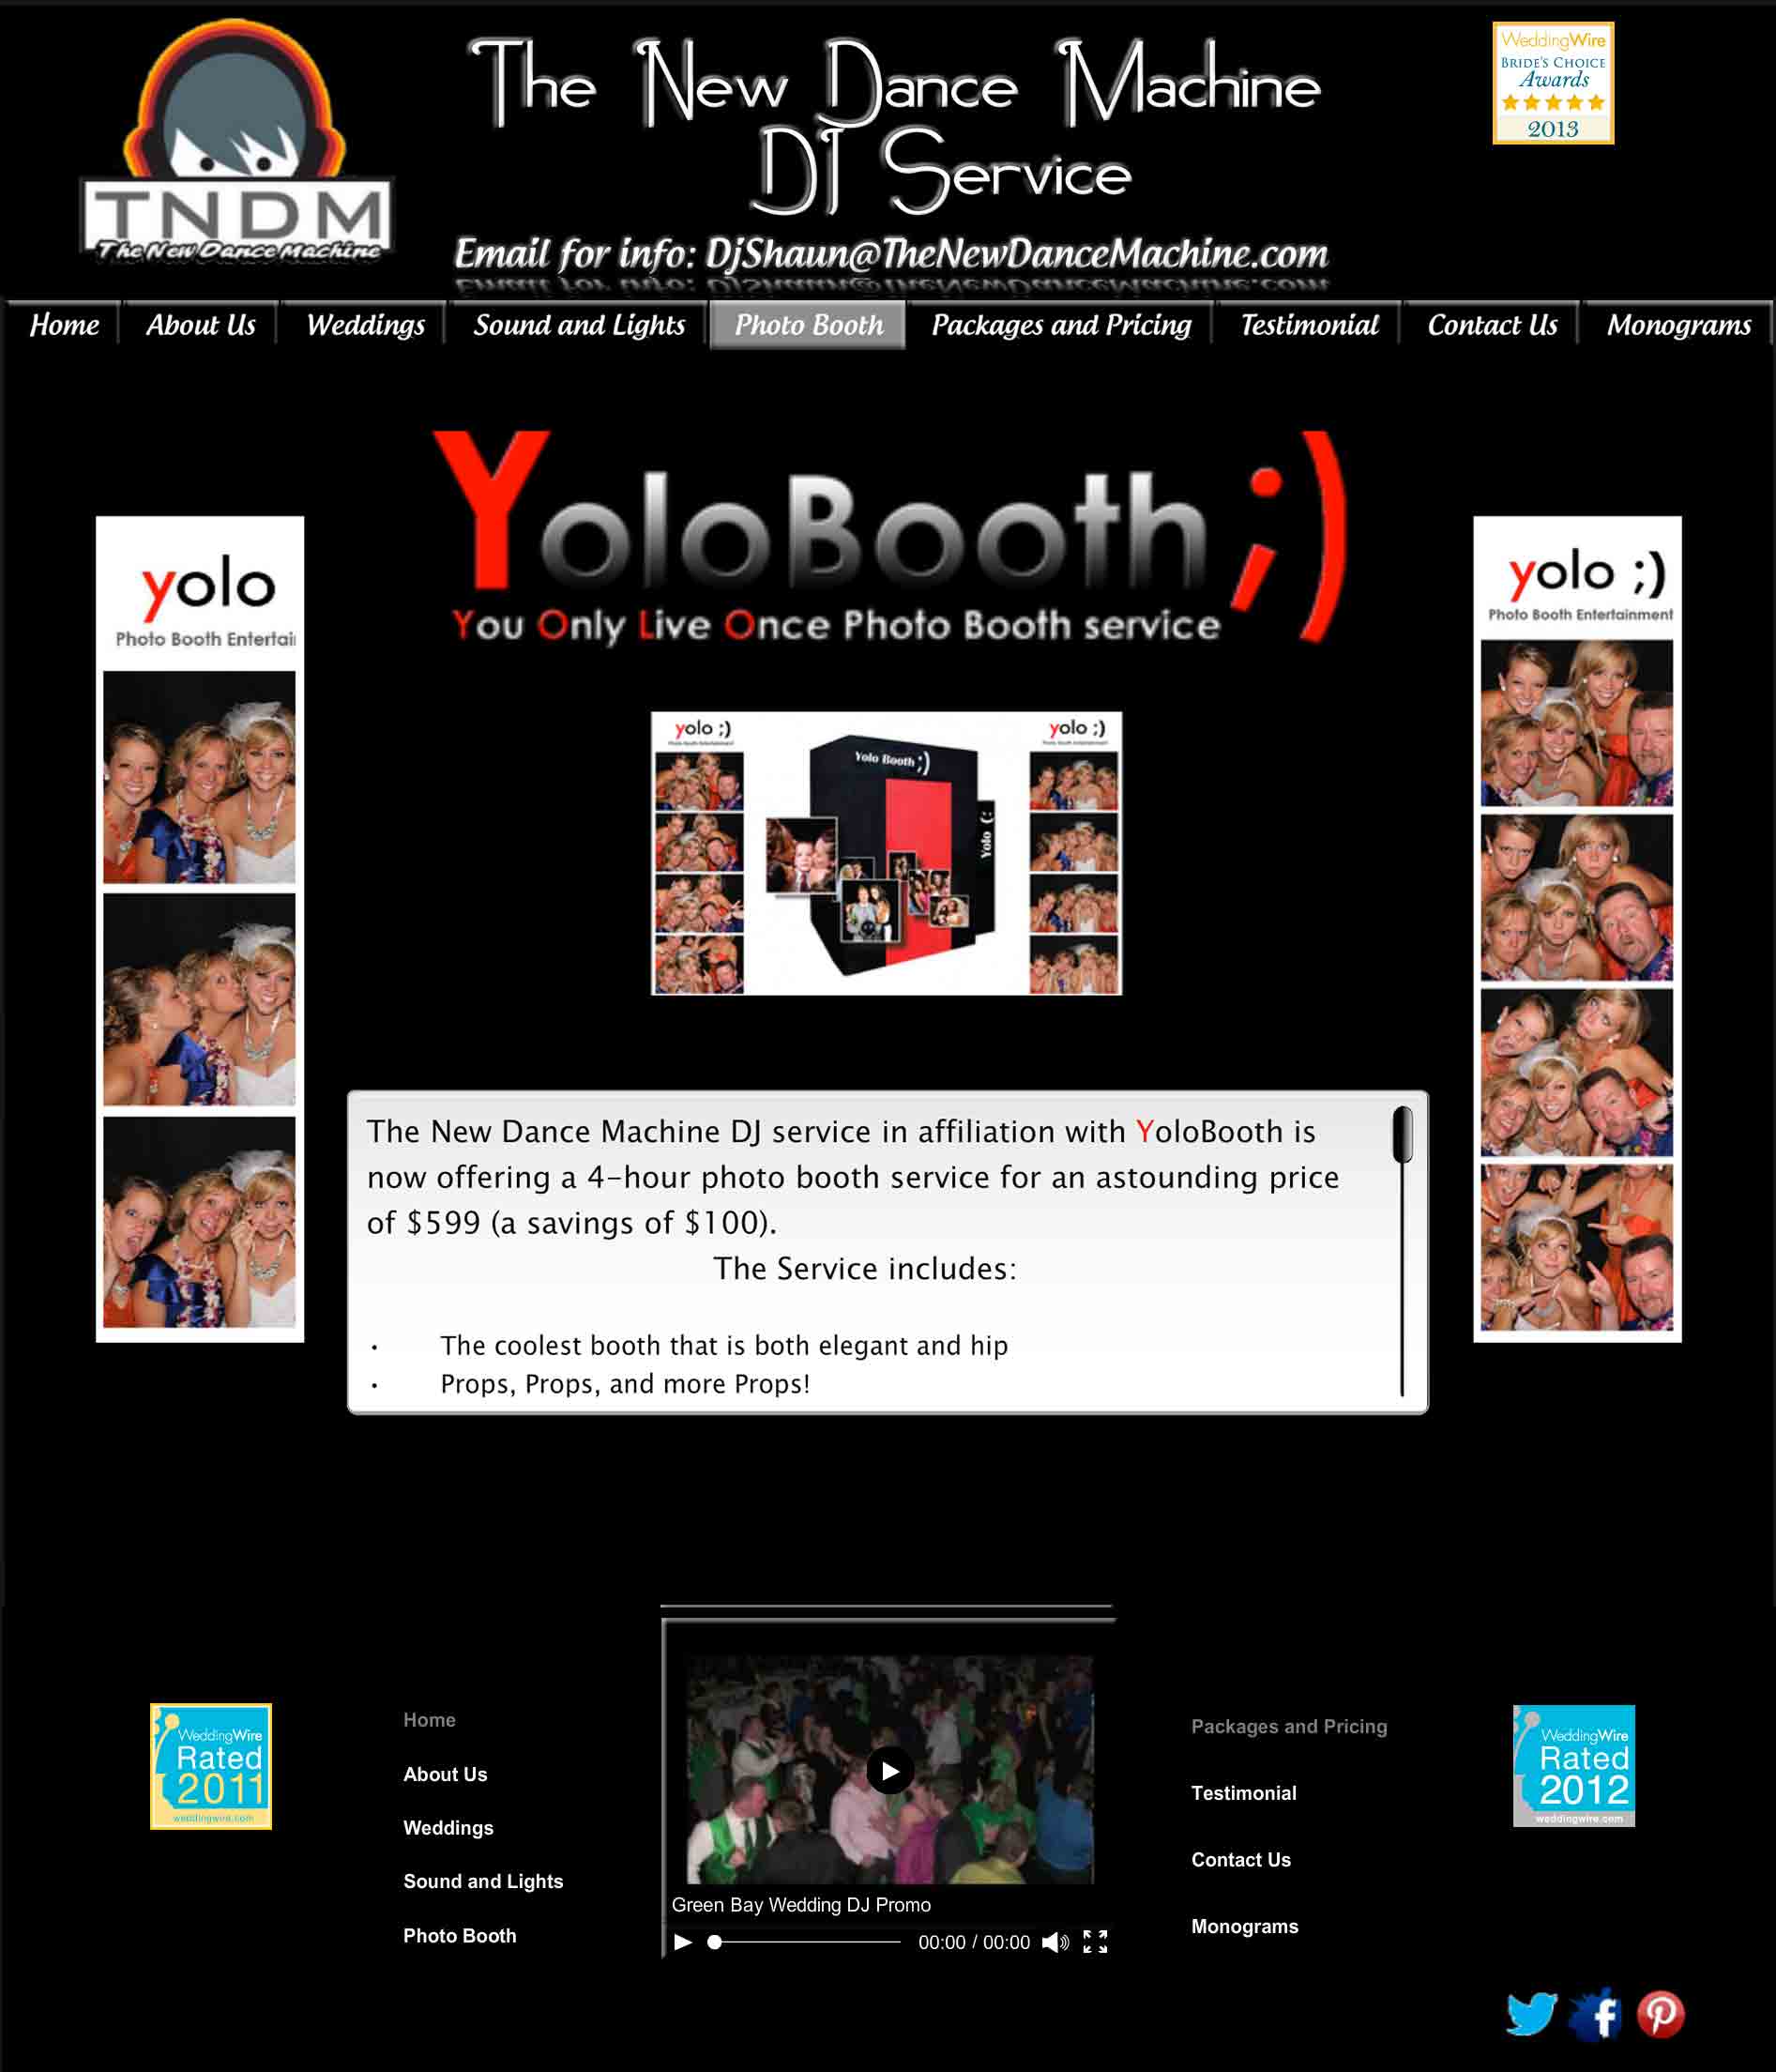 The New Dance Machine
DJ Service
TNDM
The New Dance Machine
WeddingWire
BRIDE'S CHOICE
Awards
2013
Email for info: DjShaun@TheNewDanceMachine.com
Home
About Us
Weddings
Sound and Lights
Photo Booth
Packages and Pricing
Testimonial
Contact Us
Monograms
YoloBooth ;)
You Only Live Once Photo Booth service
yolo
Photo Booth Entertai
yolo ;)
Photo Booth Entertainment
yolo ;)
Yolo Booth ;)
Yolo (:
yolo ;)
The New Dance Machine DJ service in affiliation with YoloBooth is
now offering a 4-hour photo booth service for an astounding price
of $599 (a savings of $100).
The Service includes:
• The coolest booth that is both elegant and hip
• Props, Props, and more Props!
WeddingWire
Rated
2011
weddingwire.com
Home
About Us
Weddings
Sound and Lights
Photo Booth
Green Bay Wedding DJ Promo
00:00 / 00:00
Packages and Pricing
Testimonial
Contact Us
Monograms
WeddingWire
Rated
2012
weddingwire.com